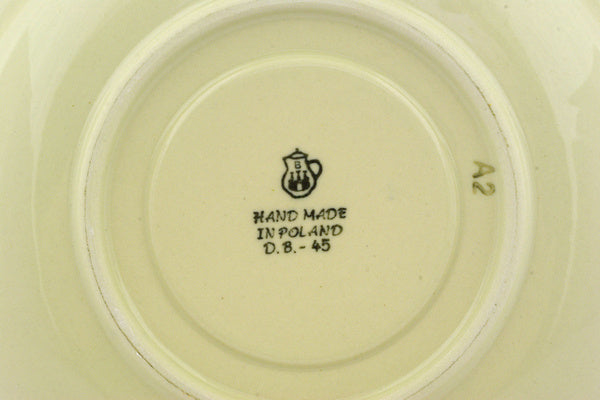 B
HAND MADE
IN POLAND
D.B.-45
A2